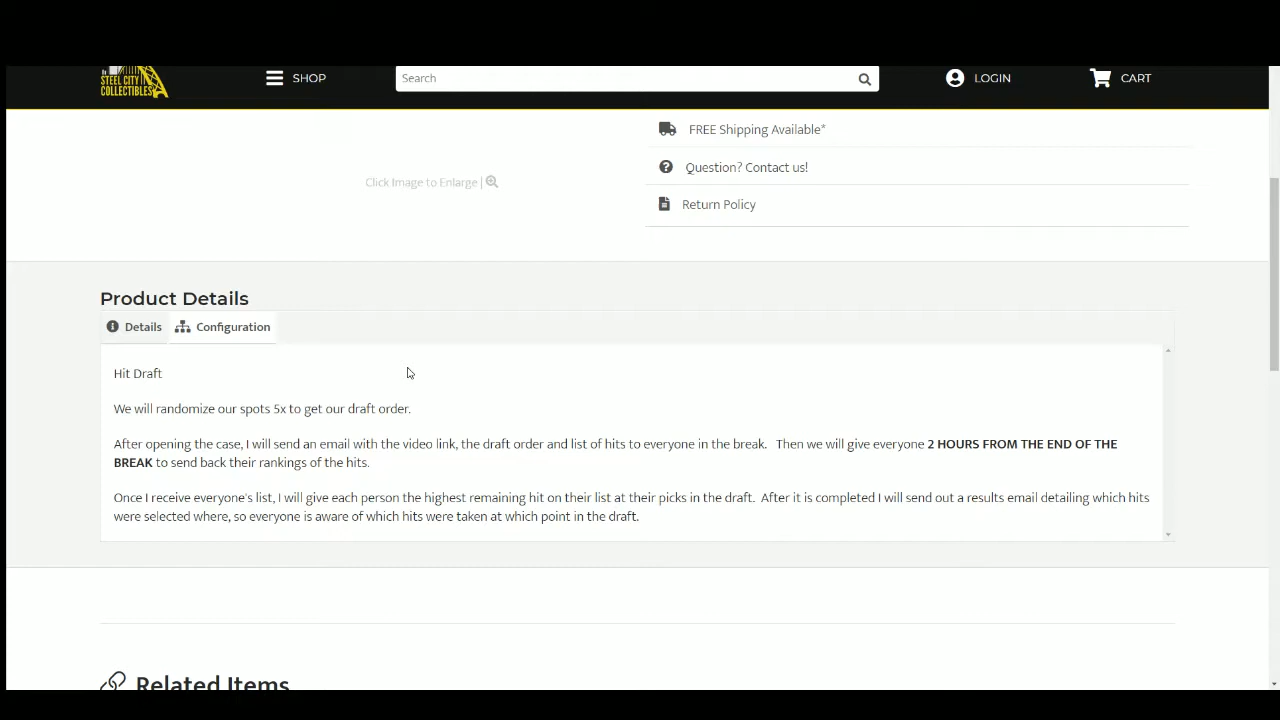 STEEL CITY
COLLECTIBLES
SHOP
Search
LOGIN
CART
FREE Shipping Available*
Question? Contact us!
Return Policy
Click Image to Enlarge |
Product Details
Details
Configuration
Hit Draft
We will randomize our spots 5x to get our draft order.
After opening the case, I will send an email with the video link, the draft order and list of hits to everyone in the break. Then we will give everyone 2 HOURS FROM THE END OF THE
BREAK to send back their rankings of the hits.
Once I receive everyone's list, I will give each person the highest remaining hit on their list at their picks in the draft. After it is completed I will send out a results email detailing which hits
were selected where, so everyone is aware of which hits were taken at which point in the draft.
Related Items